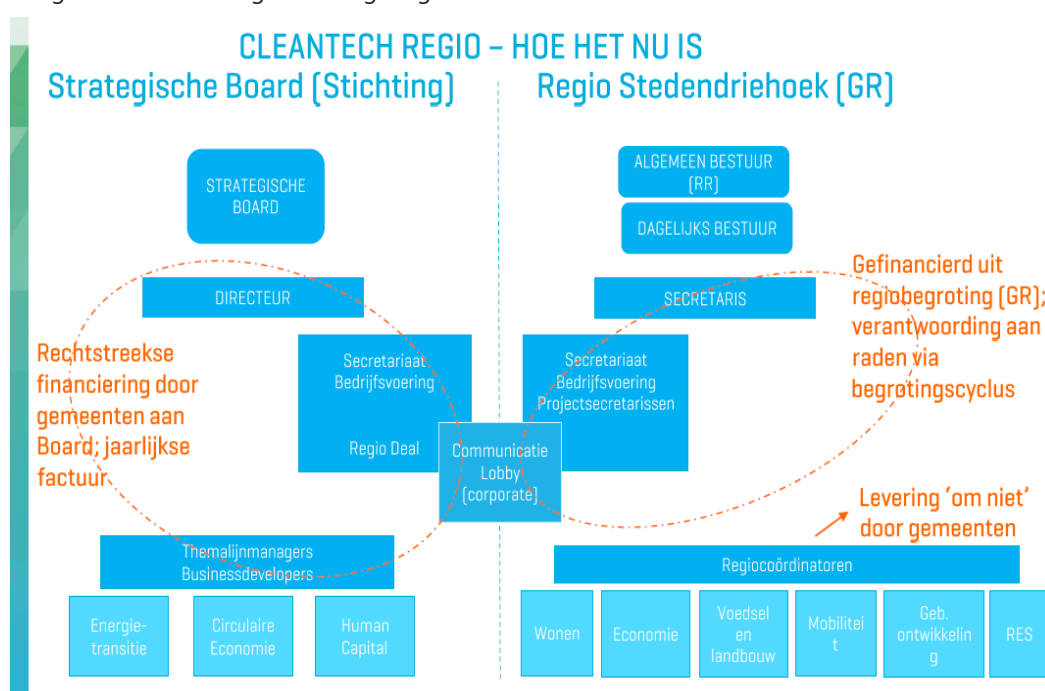 CLEANTECH REGIO – HOE HET NU IS
Strategische Board (Stichting)
Regio Stedendriehoek (GR)
STRATEGISCHE
BOARD
ALGEMEEN BESTUUR
(RR)
DAGELIJKS BESTUUR
DIRECTEUR
SECRETARIS
Gefinancierd uit
regiobegroting (GR);
verantwoording aan
raden via
begrotingscyclus
Rechtstreekse
financiering door
gemeenten aan
Board; jaarlijkse
factuur
Secretariaat
Bedrijfsvoering
Regio Deal
Secretariaat
Bedrijfsvoering
Projectsecretarissen
Communicatie
Lobby
(corporate)
Levering ‘om niet’
door gemeenten
Themalijnmanagers
Businessdevelopers
Regiocoördinatoren
Energie-
transitie
Circulaire
Economie
Human
Capital
Wonen
Economie
Voedsel
en
landbouw
Mobilitei
t
Geb.
ontwikkelin
g
RES